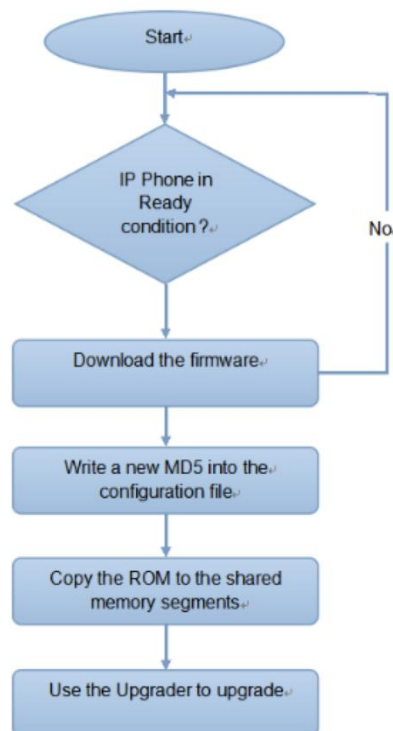 Start
IP Phone in
Ready
condition?
No
Download the firmware
Write a new MD5 into the
configuration file
Copy the ROM to the shared
memory segments
Use the Upgrader to upgrade